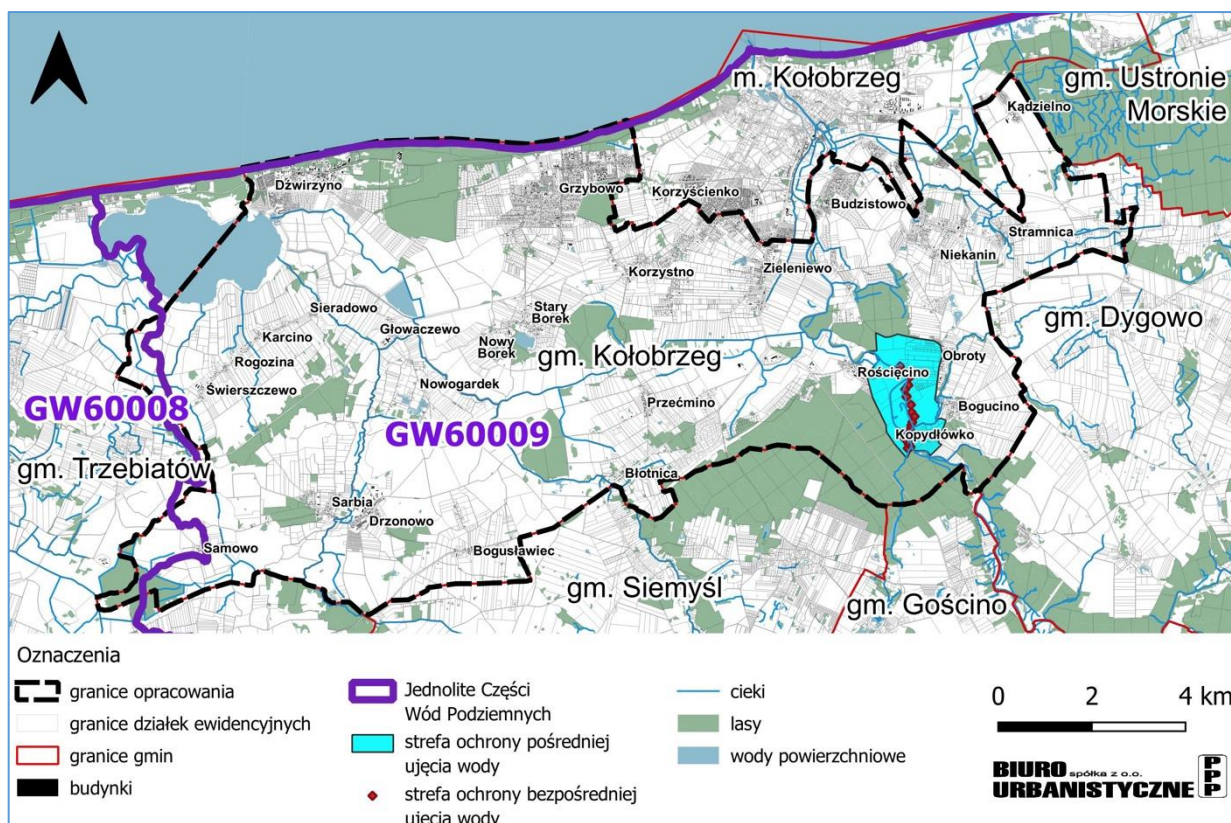 m. Kołobrzeg
gm. Ustronie
Morskie
Kądzielno
Dźwirzyno
Grzybowo
Korzyścienko
Budzistowo
Stramnica
Niekanin
Korzystno
Zieleniewo
Sieradowo
Stary
Borek
Karcino
Głowaczewo
Nowy
Borek
gm. Kołobrzeg
gm. Dygowo
Obroty
Rogozina
Rościęcino
Świerszczewo
Nowogardek
Przećmino
Bogucino
GW60008
GW60009
Kopydłówko
gm. Trzebiatów
Błotnica
Sarbia
Drzonowo
Samowo
Bogusławiec
gm. Siemyśl
gm. Gościno
Oznaczenia
granice opracowania
granice działek ewidencyjnych
granice gmin
budynki
Jednolite Części
Wód Podziemnych
strefa ochrony pośredniej
ujęcia wody
strefa ochrony bezpośredniej
ujęcia wody
cieki
lasy
wody powierzchniowe
0 2 4 km
BIURO spółka z o.o.
URBANISTYCZNE
PPP